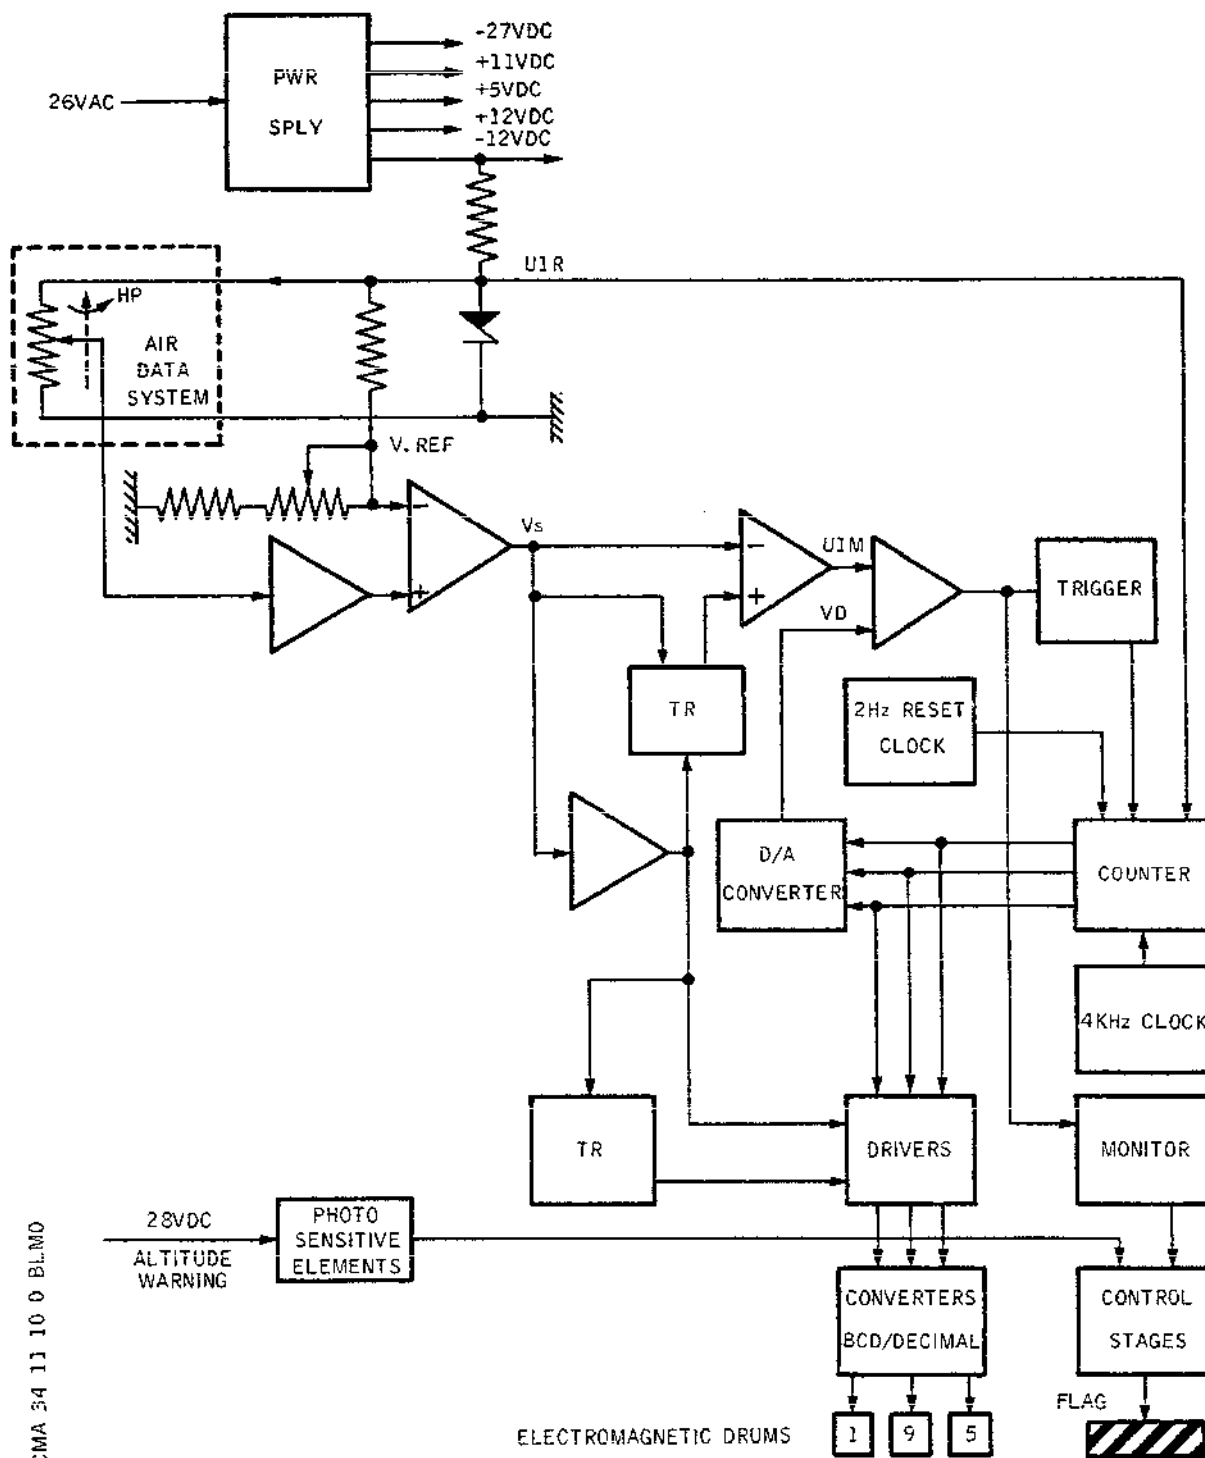 -27VDC
+11VDC
+5VDC
+12VDC
-12VDC
26VAC
PWR
SPLY
U1R
HP
AIR
DATA
SYSTEM
V.REF
-
+
Vs
-
+
UIM
VD
TRIGGER
TR
2Hz RESET
CLOCK
D/A
CONVERTER
COUNTER
4KHz CLOCK
TR
DRIVERS
MONITOR
28VDC
ALTITUDE
WARNING
PHOTO
SENSITIVE
ELEMENTS
CONVERTERS
BCD/DECIMAL
CONTROL
STAGES
FLAG
ELECTROMAGNETIC DRUMS
1 9 5
CMA 34 11 10 0 BLM0